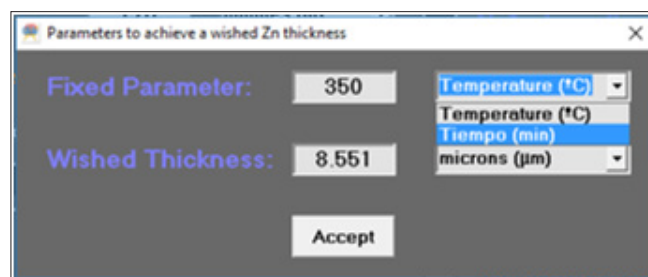 Parameters to achieve a wished Zn thickness
Fixed Parameter: 350 Temperature (°C)
Temperature (°C)
Tiempo (min)
Wished Thickness: 8.551 microns (µm)
Accept